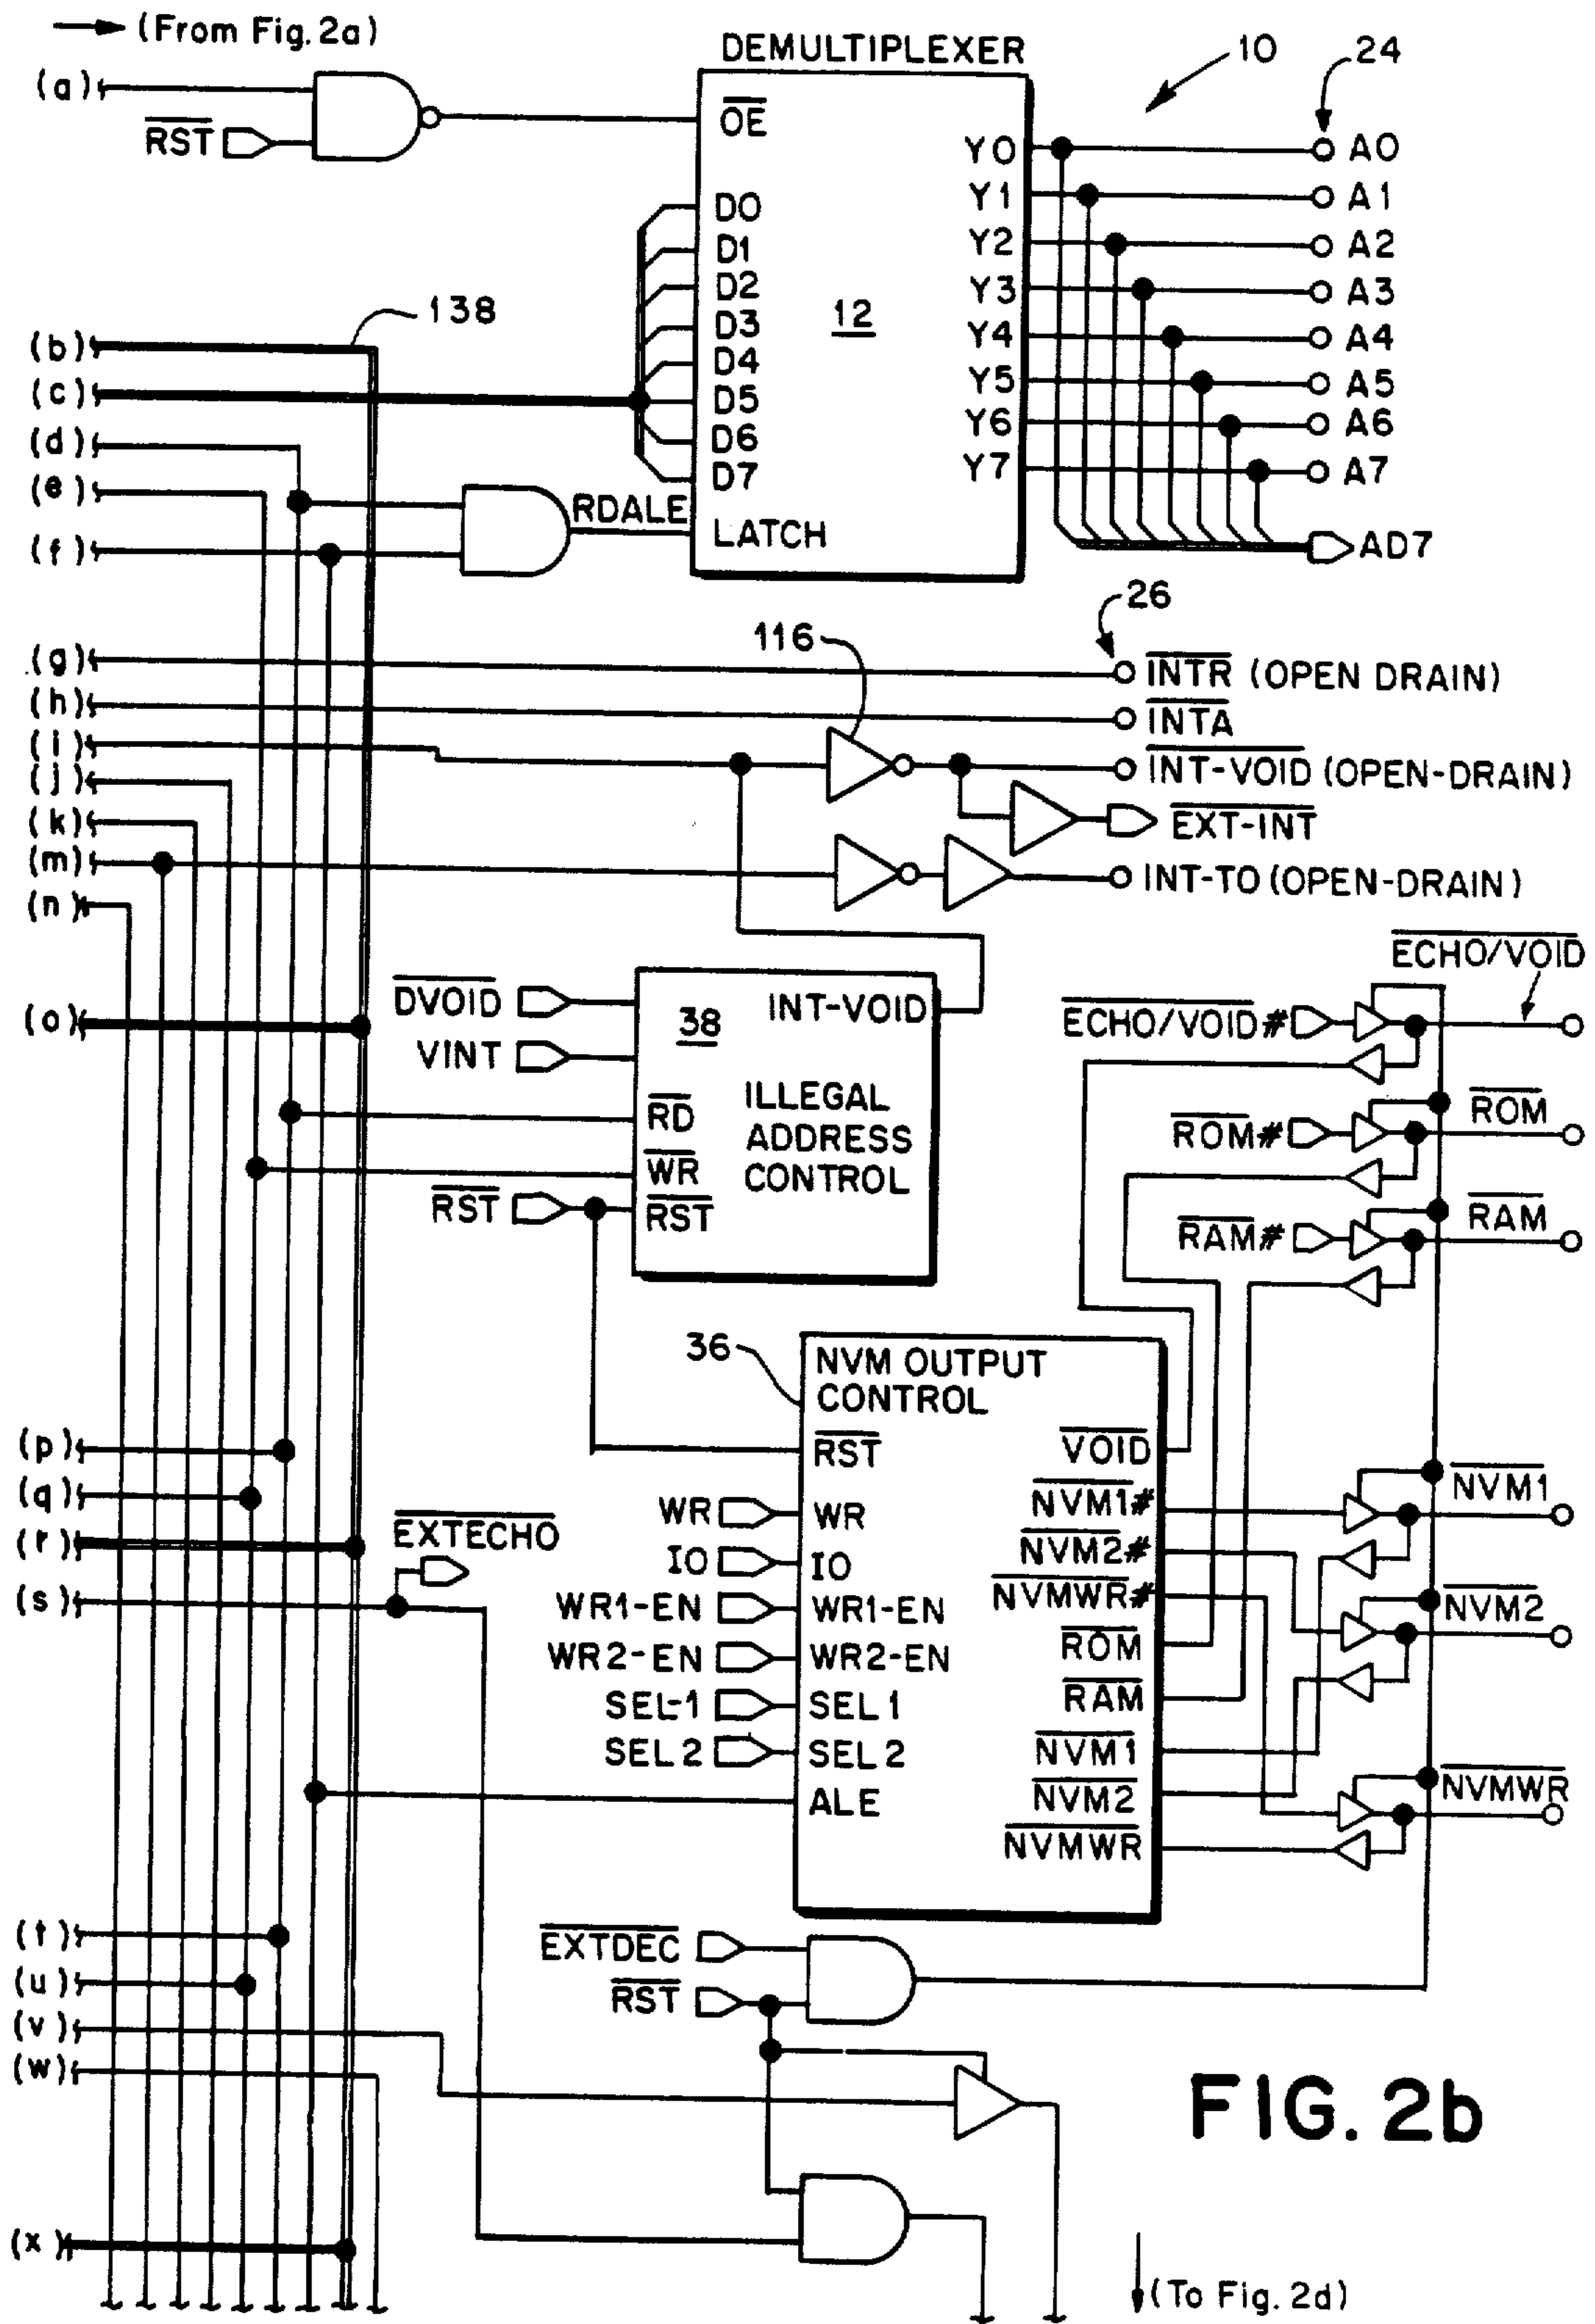 (From Fig. 2a)
DEMULTIPLEXER
10
24
(a)
RST
OE
Y0
A0
D0
Y1
A1
D1
Y2
A2
D2
Y3
A3
138
12
D3
Y4
A4
(b)
D4
Y5
A5
(c)
D5
Y6
A6
(d)
D6
Y7
A7
(e)
D7
RDALE
LATCH
AD7
(f)
26
116
(g)
INTR (OPEN DRAIN)
(h)
INTA
(i)
INT-VOID (OPEN-DRAIN)
(j)
(k)
EXT-INT
(m)
INT-TO (OPEN-DRAIN)
(n)
ECHO/VOID
DVOID
38
INT-VOID
(o)
ECHO/VOID#
VINT
ILLEGAL
ADDRESS
CONTROL
RD
ROM#
ROM
WR
RST
RST
RAM#
RAM
36
NVM OUTPUT
CONTROL
(p)
RST
VOID
(q)
WR
WR
NVM1#
NVM1
(r)
EXTECHO
IO
IO
NVM2#
(s)
WR1-EN
WR1-EN
NVMWR#
NVM2
WR2-EN
WR2-EN
ROM
SEL-1
SEL 1
RAM
SEL 2
SEL 2
NVM1
ALE
NVM2
NVMWR
NVMWR
(t)
EXTDEC
(u)
RST
(v)
(w)
FIG. 2b
(x)
(To Fig. 2d)